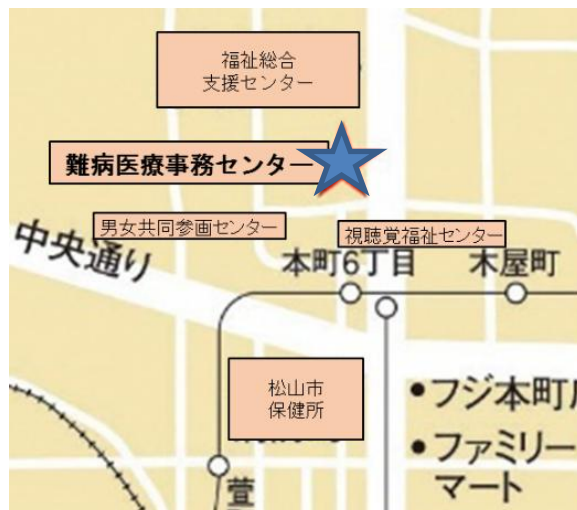 福祉総合
支援センター
難病医療事務センター
男女共同参画センター
視聴覚福祉センター
中央通り
本町6丁目
木屋町
松山市
保健所
●フジ本町
●ファミリー
マート
萱